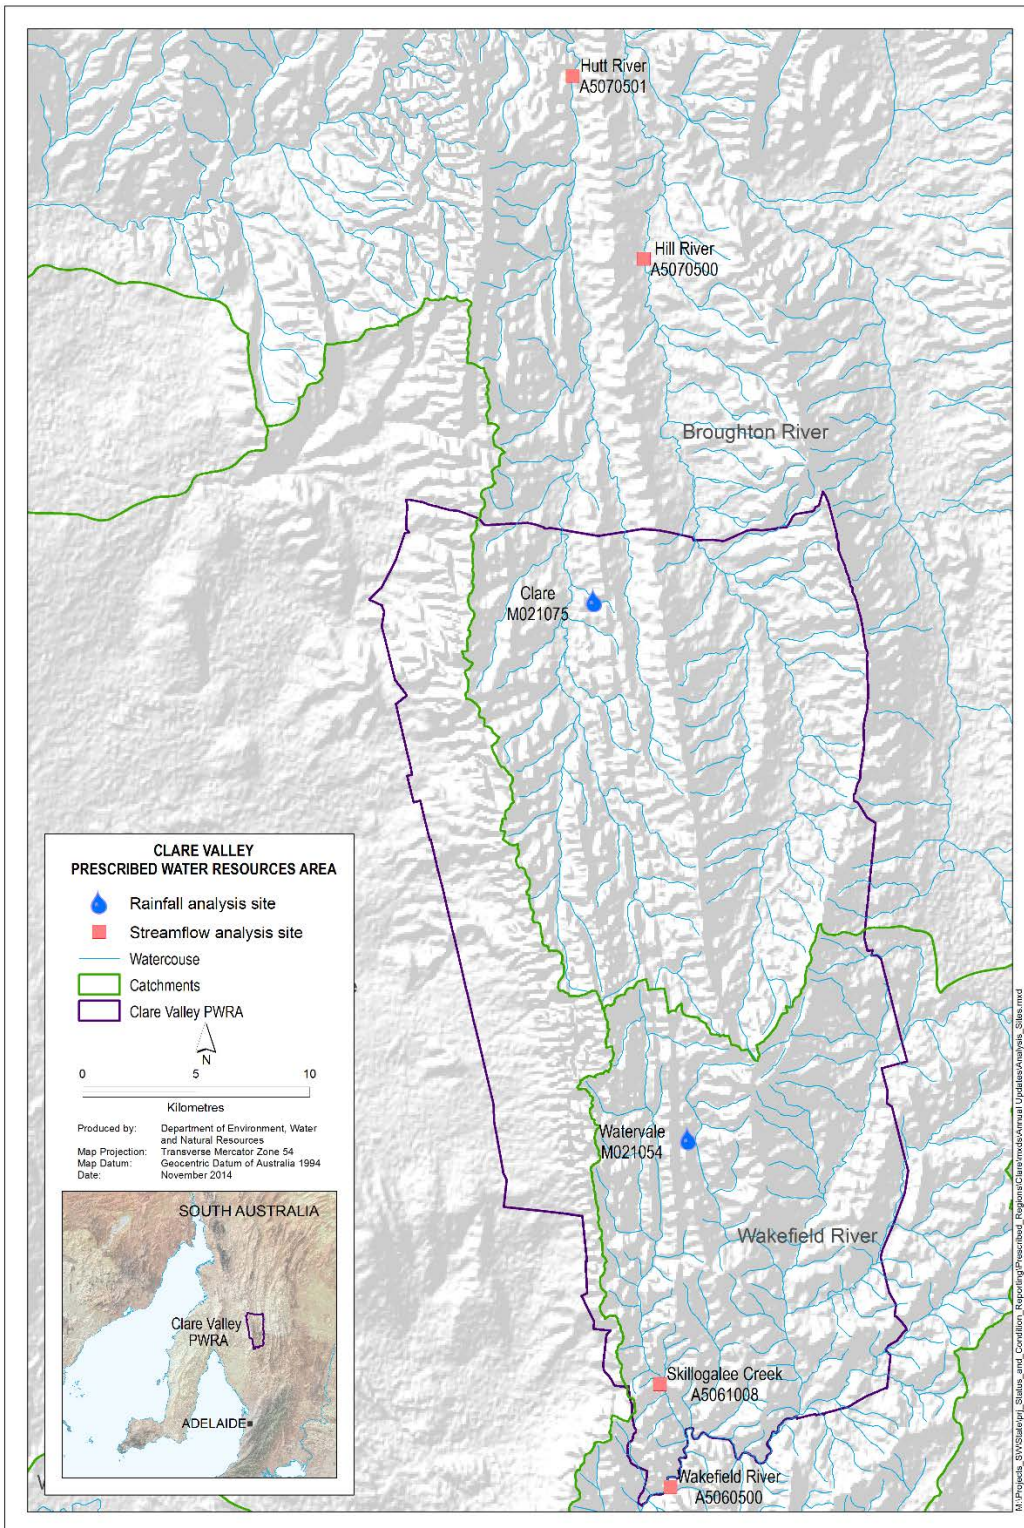 Hutt River
A5070501
Hill River
A5070500
Broughton River
Clare
M021075
CLARE VALLEY
PRESCRIBED WATER RESOURCES AREA
Rainfall analysis site
Streamflow analysis site
Watercouse
Catchments
Clare Valley PWRA
N
0 5 10
Kilometres
Produced by: Department of Environment, Water
and Natural Resources
Map Projection: Transverse Mercator Zone 54
Map Datum: Geocentric Datum of Australia 1994
Date: November 2014
SOUTH AUSTRALIA
Clare Valley
PWRA
ADELAIDE
Watervale
M021054
Wakefield River
Skillogalee Creek
A5061008
Wakefield River
A5060500